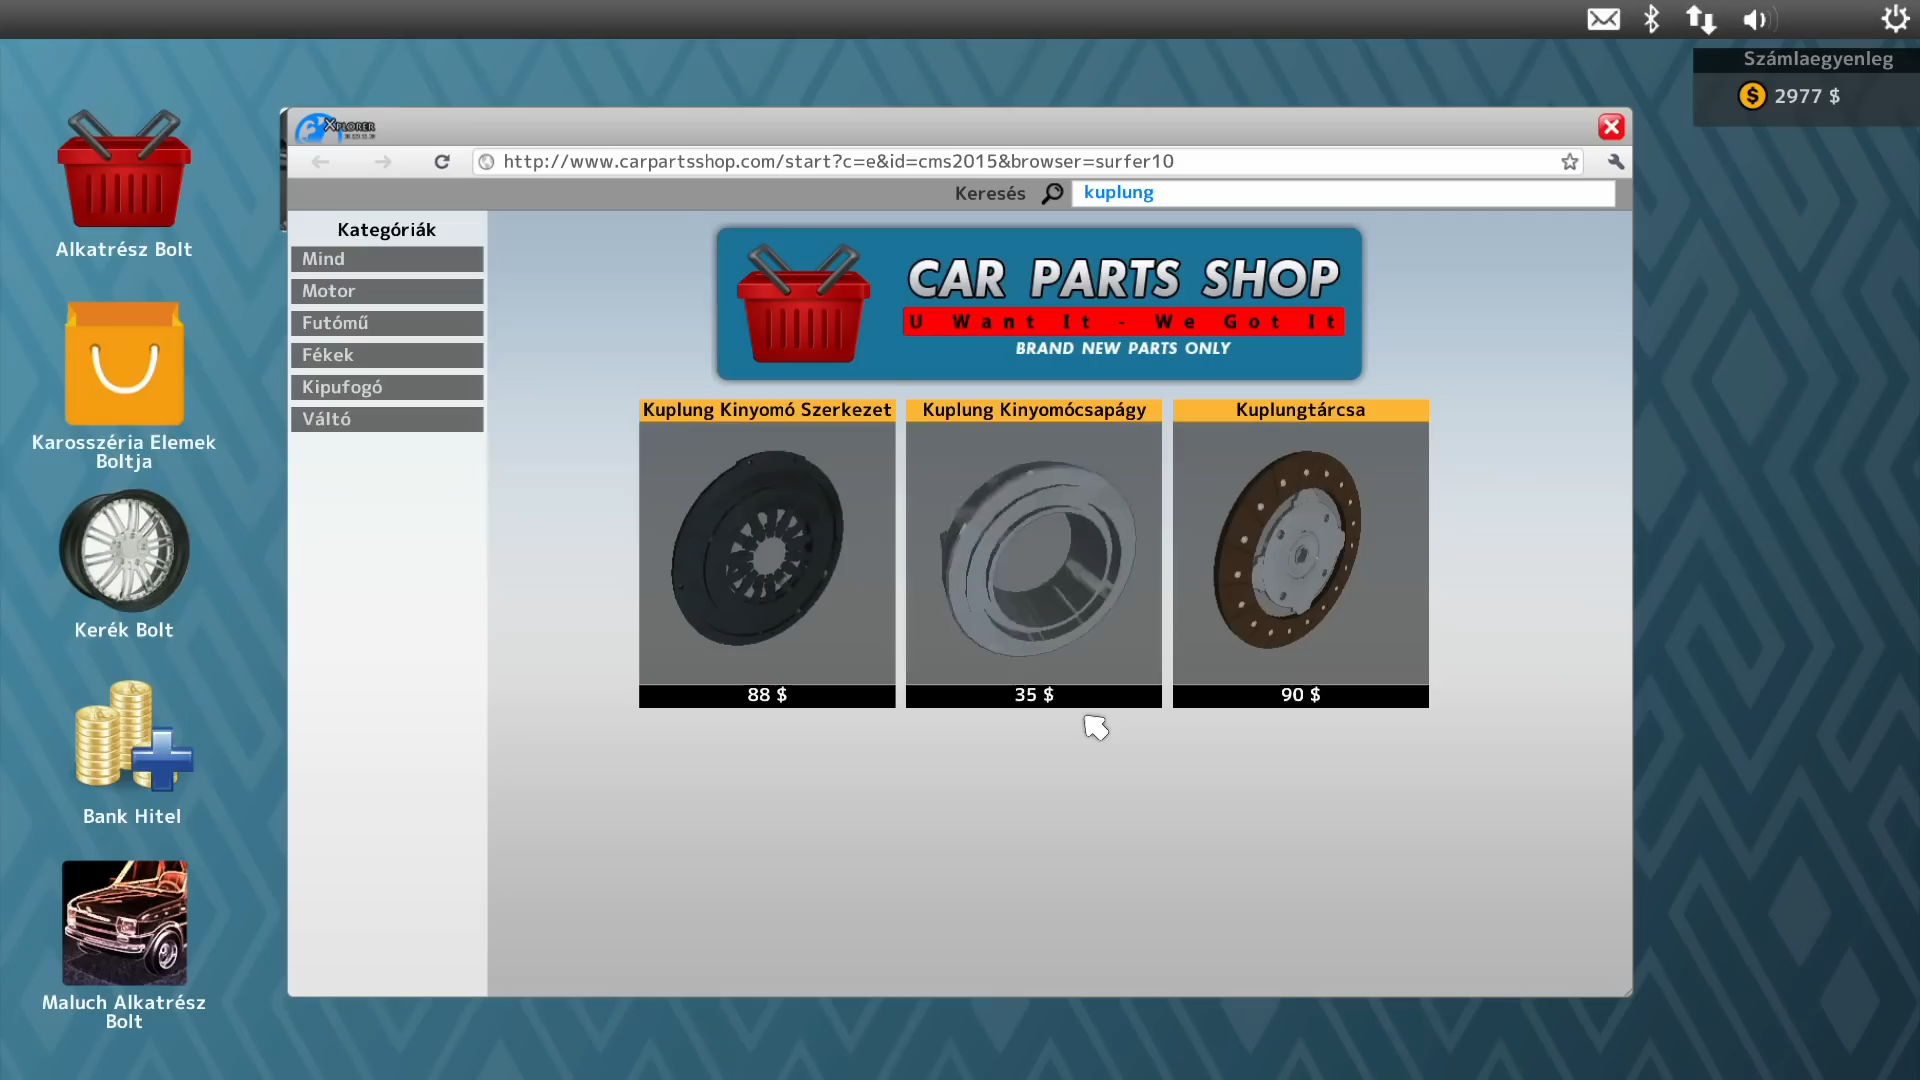 Számlaegyenleg
2977 $
Alkatrész Bolt
Karosszéria Elemek
Boltja
Kerék Bolt
Bank Hitel
Maluch Alkatrész
Bolt
XPLORER
http://www.carpartsshop.com/start?c=e&id=cms2015&browser=surfer10
Keresés kuplung
Kategóriák
Mind
Motor
Futómű
Fékek
Kipufogó
Váltó
CAR PARTS SHOP
U Want It - We Got It
BRAND NEW PARTS ONLY
Kuplung Kinyomó Szerkezet
88 $
Kuplung Kinyomócsapágy
35 $
Kuplungtárcsa
90 $